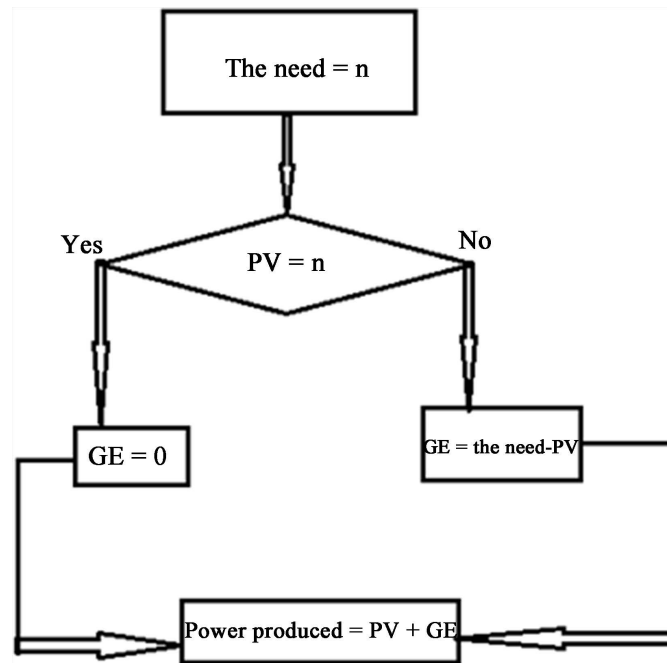 The need = n
Yes
No
PV = n
GE = 0
GE = the need-PV
Power produced = PV + GE